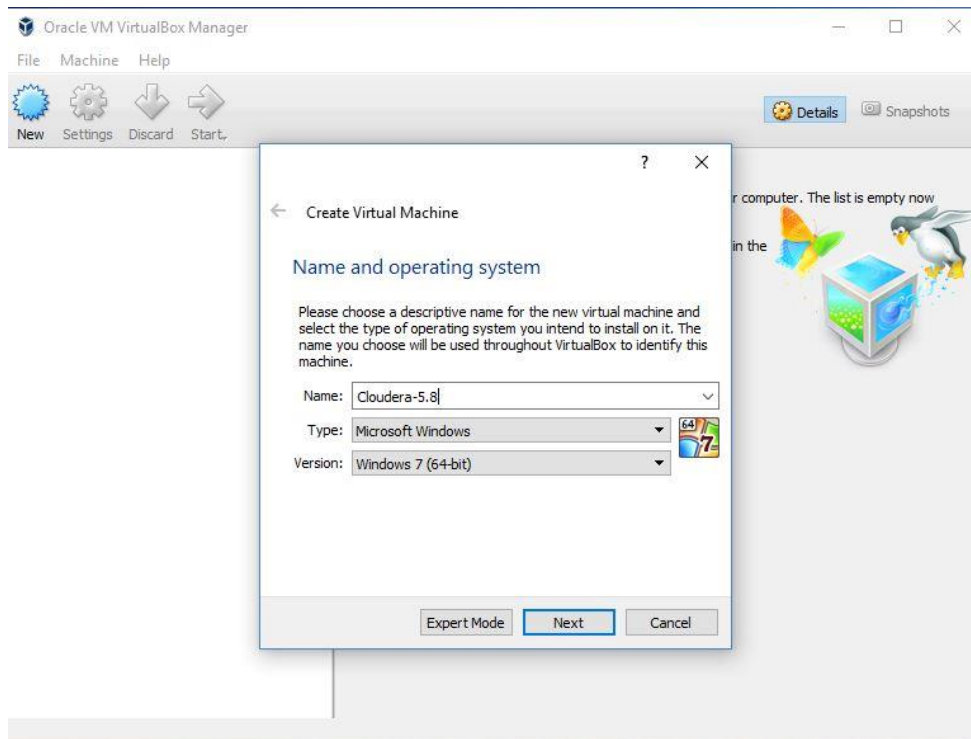 Oracle VM VirtualBox Manager
File Machine Help
New Settings Discard Start
Details Snapshots
r computer. The list is empty now
in the
?
Create Virtual Machine
Name and operating system
Please choose a descriptive name for the new virtual machine and
select the type of operating system you intend to install on it. The
name you choose will be used throughout VirtualBox to identify this
machine.
Name: Cloudera-5.8
Type: Microsoft Windows
64
7
Version: Windows 7 (64-bit)
Expert Mode Next Cancel